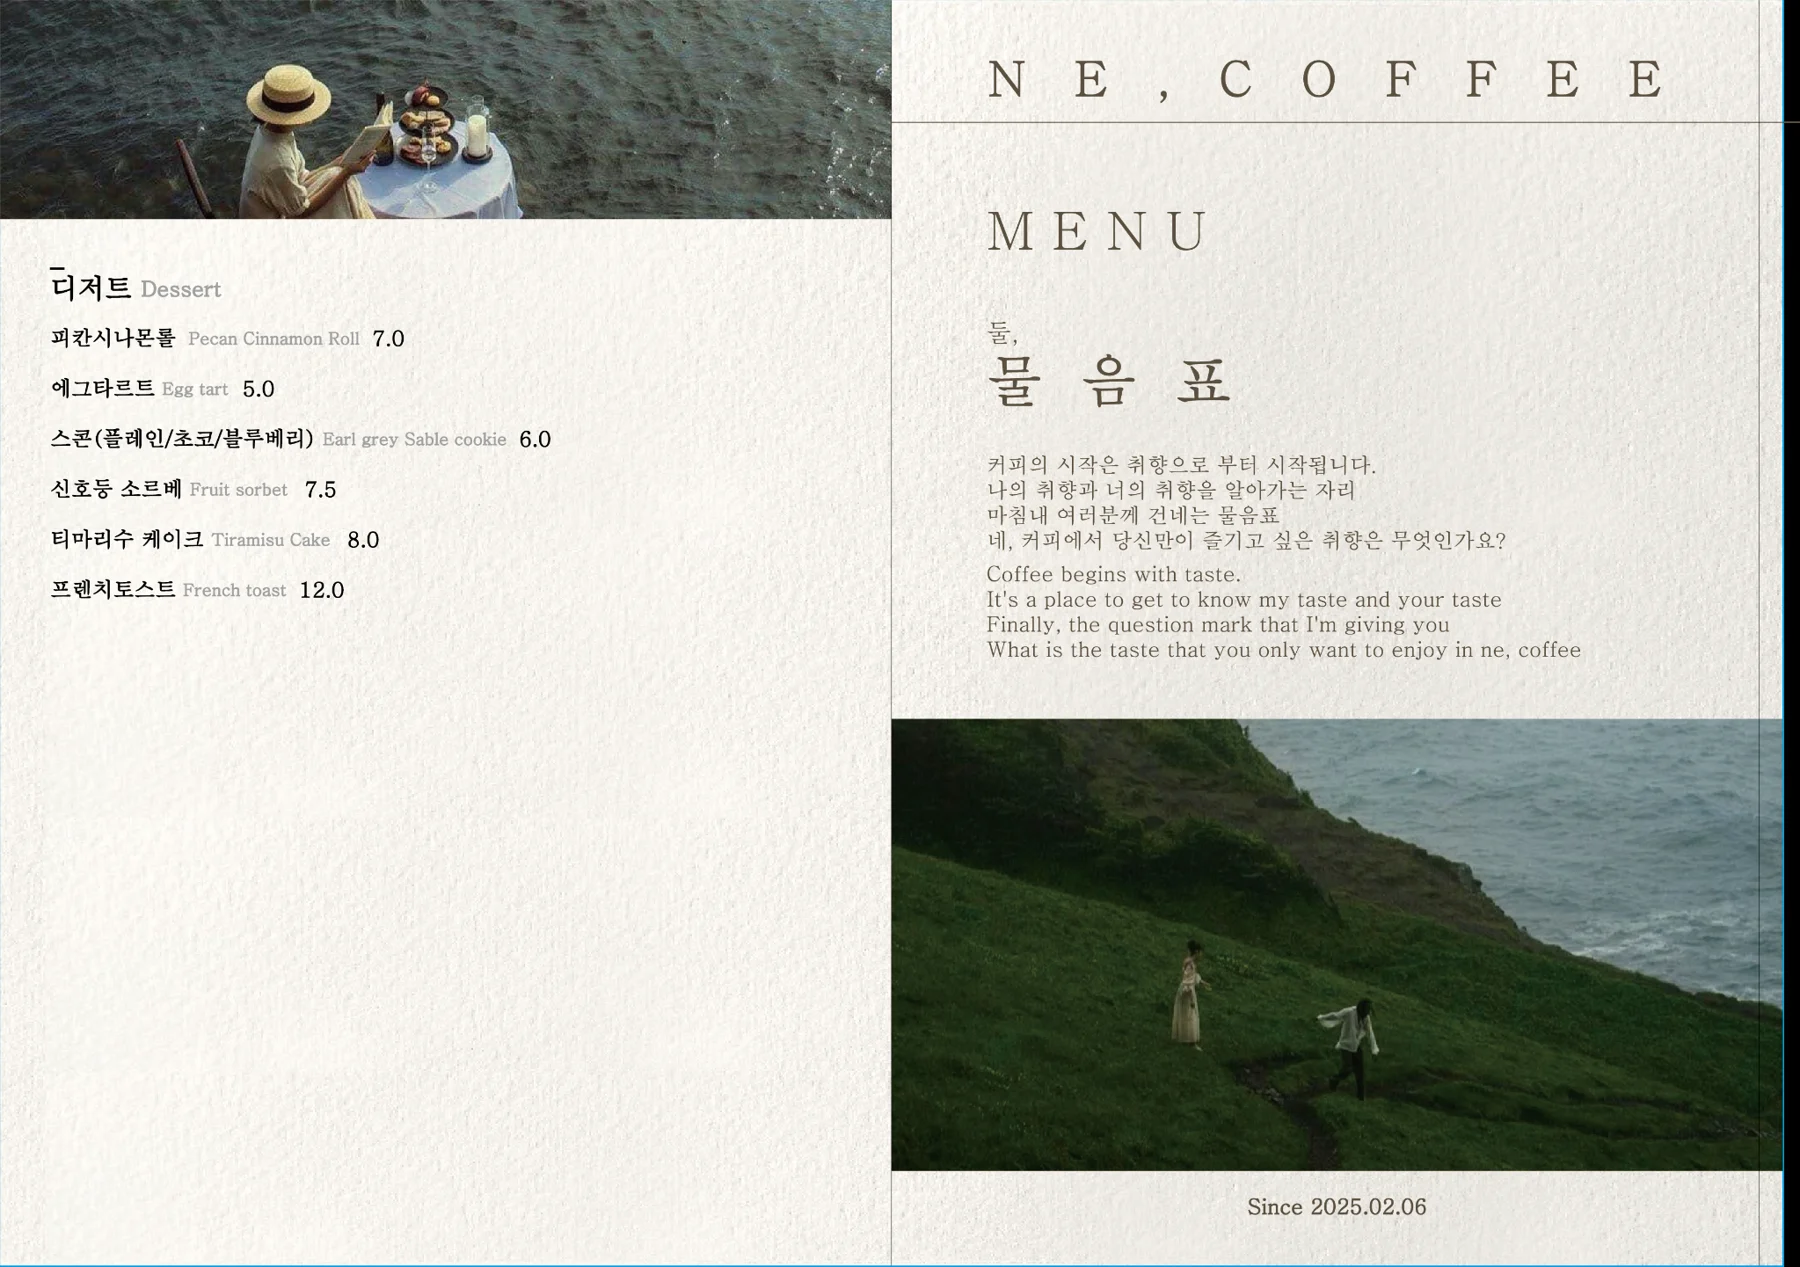 디저트 Dessert
피칸시나몬롤 Pecan Cinnamon Roll 7.0
에그타르트 Egg tart 5.0
스콘(플레인/초코/블루베리) Earl grey Sable cookie 6.0
신호등 소르베 Fruit sorbet 7.5
티마리수 케이크 Tiramisu Cake 8.0
프렌치토스트 French toast 12.0
NE,COFFEE
MENU
둘,
물음표
커피의 시작은 취향으로 부터 시작됩니다.
나의 취향과 너의 취향을 알아가는 자리
마침내 여러분께 건네는 물음표
네, 커피에서 당신만이 즐기고 싶은 취향은 무엇인가요?
Coffee begins with taste.
It's a place to get to know my taste and your taste
Finally, the question mark that I'm giving you
What is the taste that you only want to enjoy in ne, coffee
Since 2025.02.06